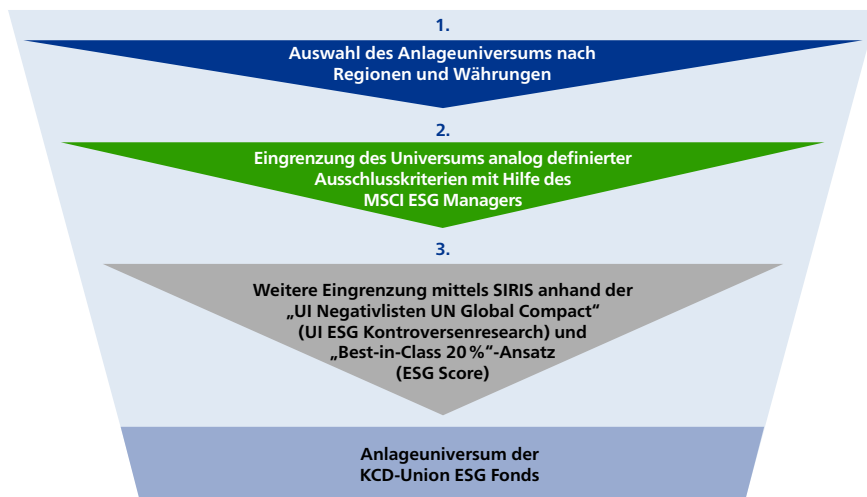 1.
Auswahl des Anlageuniversums nach
Regionen und Währungen
2.
Eingrenzung des Universums analog definierter
Ausschlusskriterien mit Hilfe des
MSCI ESG Managers
3.
Weitere Eingrenzung mittels SIRIS anhand der
„UI Negativlisten UN Global Compact“
(UI ESG Kontroversenresearch) und
„Best-in-Class 20 %“-Ansatz
(ESG Score)
Anlageuniversum der
KCD-Union ESG Fonds